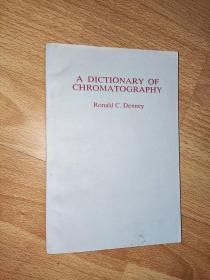 A DICTIONARY OF
CHROMATOGRAPHY
Ronald C. Denney